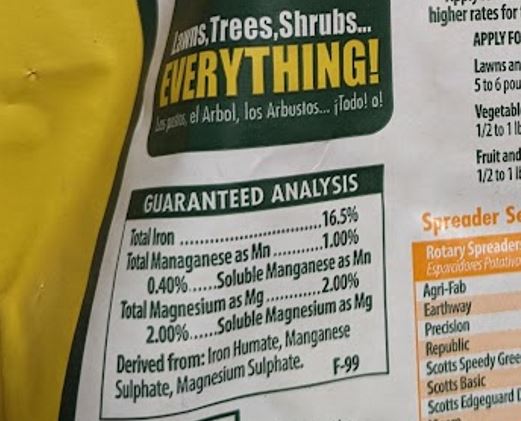 Lawns,Trees,Shrubs...
EVERYTHING!
Los pastos, el Arbol, los Arbustos... ¡Todo! o!
GUARANTEED ANALYSIS
Total Iron ..............................16.5%
Total Managanese as Mn..........1.00%
0.40%......Soluble Manganese as Mn
Total Magnesium as Mg............2.00%
2.00%......Soluble Magnesium as Mg
Derived from: Iron Humate, Manganese
Sulphate, Magnesium Sulphate. F-99
higher rates for
APPLY FO
Lawns an
5 to 6 pou
Vegetabl
1/2 to 1 lb
Fruit and
1/2 to 1 lb
Spreader Se
Rotary Spreader
Esparcidores Rotativo
Agri-Fab
Earthway
Precision
Republic
Scotts Speedy Gree
Scotts Basic
Scotts Edgeguard D